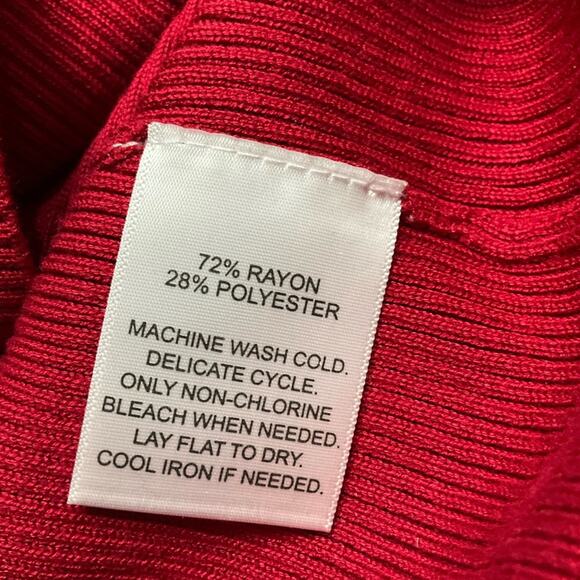 72% RAYON
28% POLYESTER
MACHINE WASH COLD.
DELICATE CYCLE.
ONLY NON-CHLORINE
BLEACH WHEN NEEDED.
LAY FLAT TO DRY.
COOL IRON IF NEEDED.